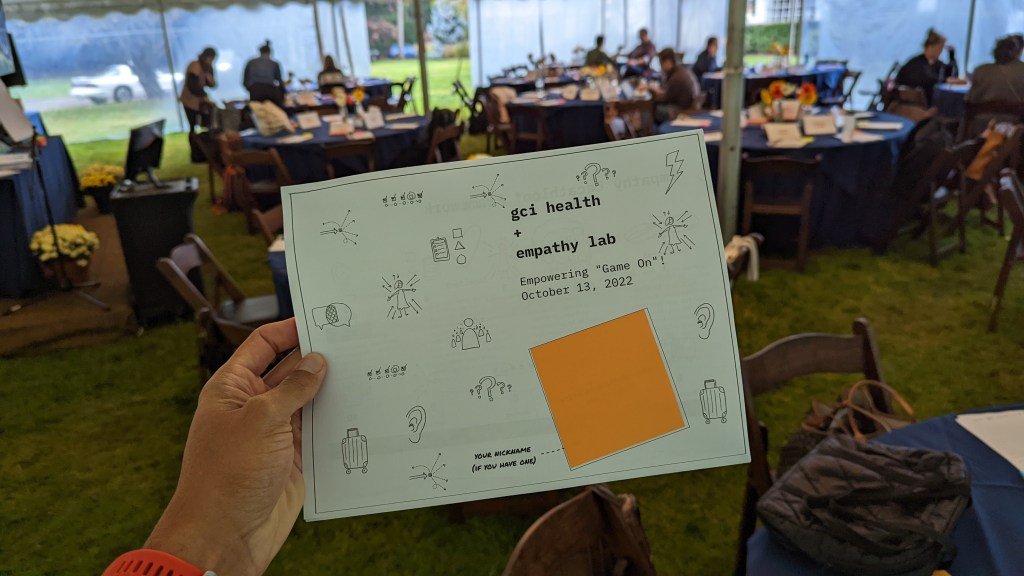 gci health
+
empathy lab
Empowering "Game On"!
October 13, 2022
YOUR NICKNAME
(IF YOU HAVE ONE)